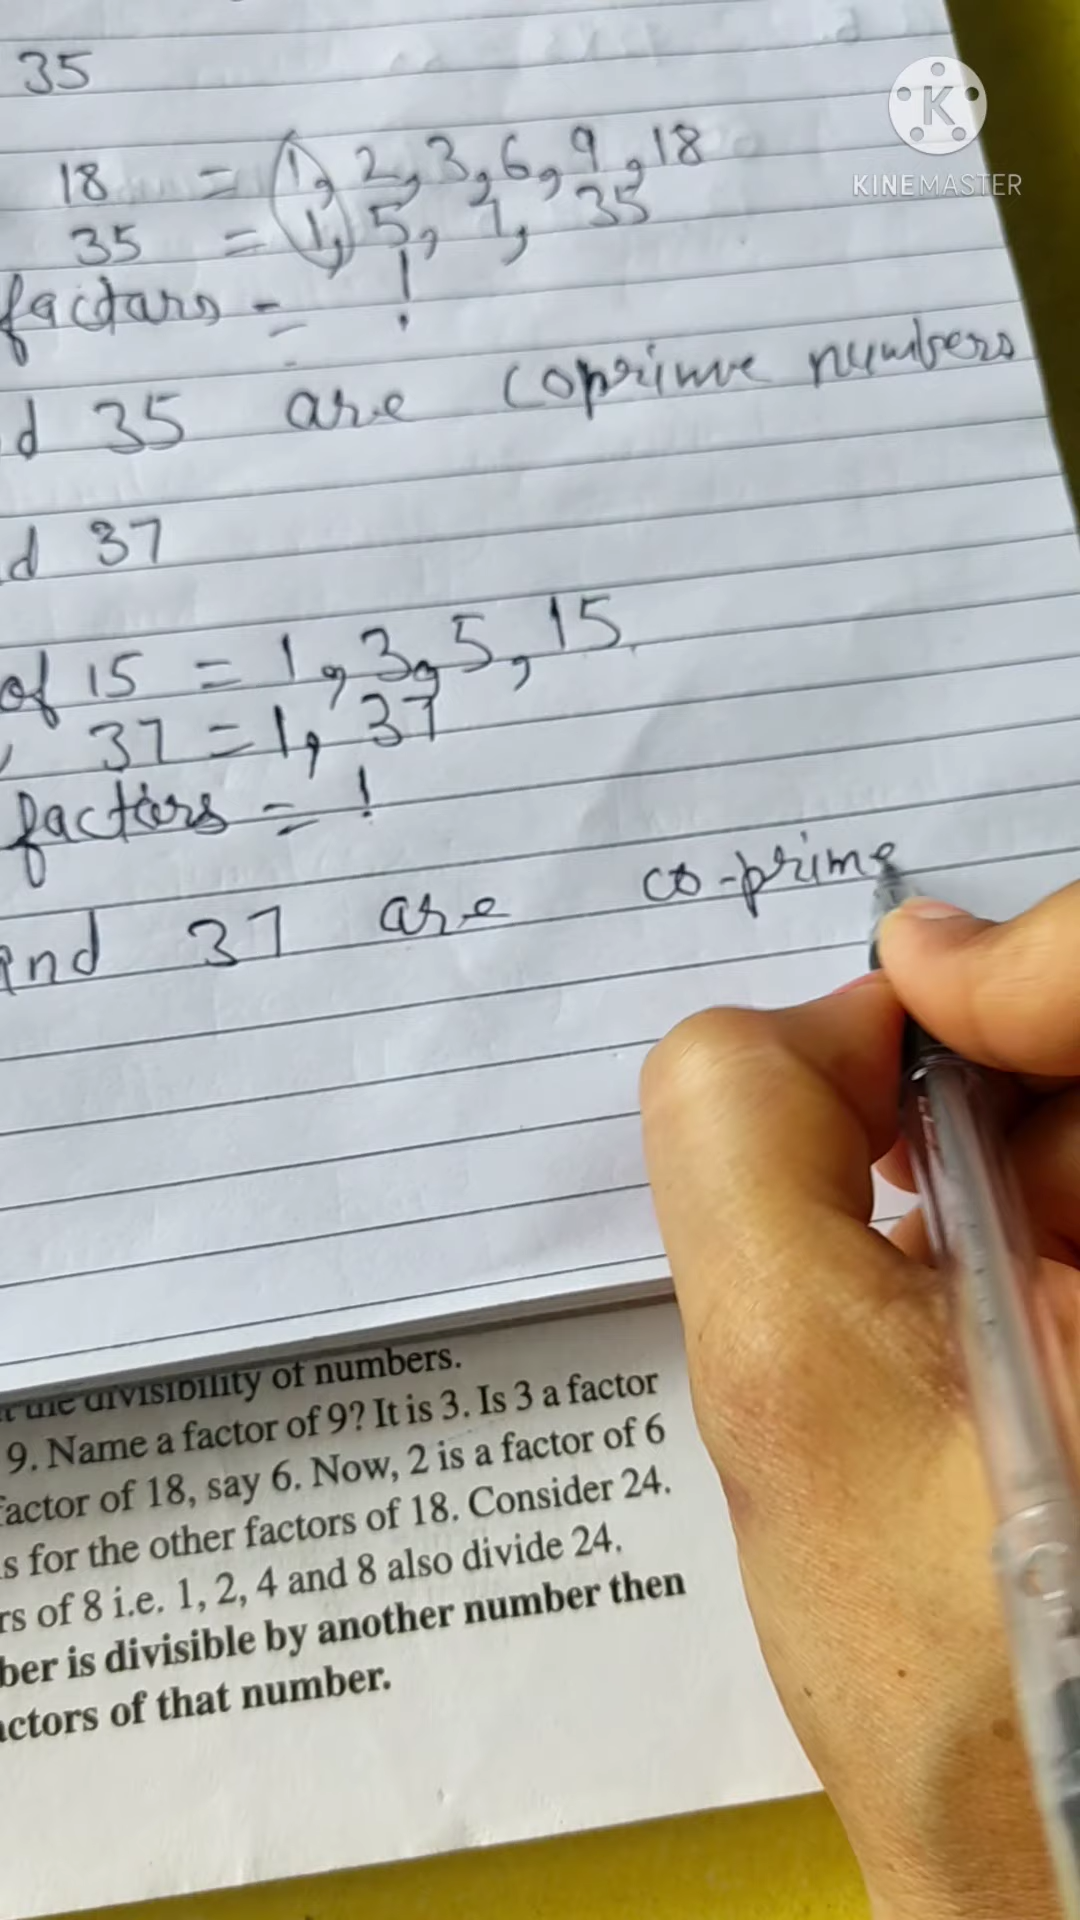 35
KINEMASTER
18 = 1, 2, 3, 6, 9, 18
35 = 1, 5, 7, 35
factors = 1
d 35 are coprime numbers
d 37
of 15 = 1, 3, 5, 15
37 = 1, 37
factors = 1
and 37 are co-prime
the divisibility of numbers.
9. Name a factor of 9? It is 3. Is 3 a factor
factor of 18, say 6. Now, 2 is a factor of 6
s for the other factors of 18. Consider 24.
rs of 8 i.e. 1, 2, 4 and 8 also divide 24.
ber is divisible by another number then
actors of that number.